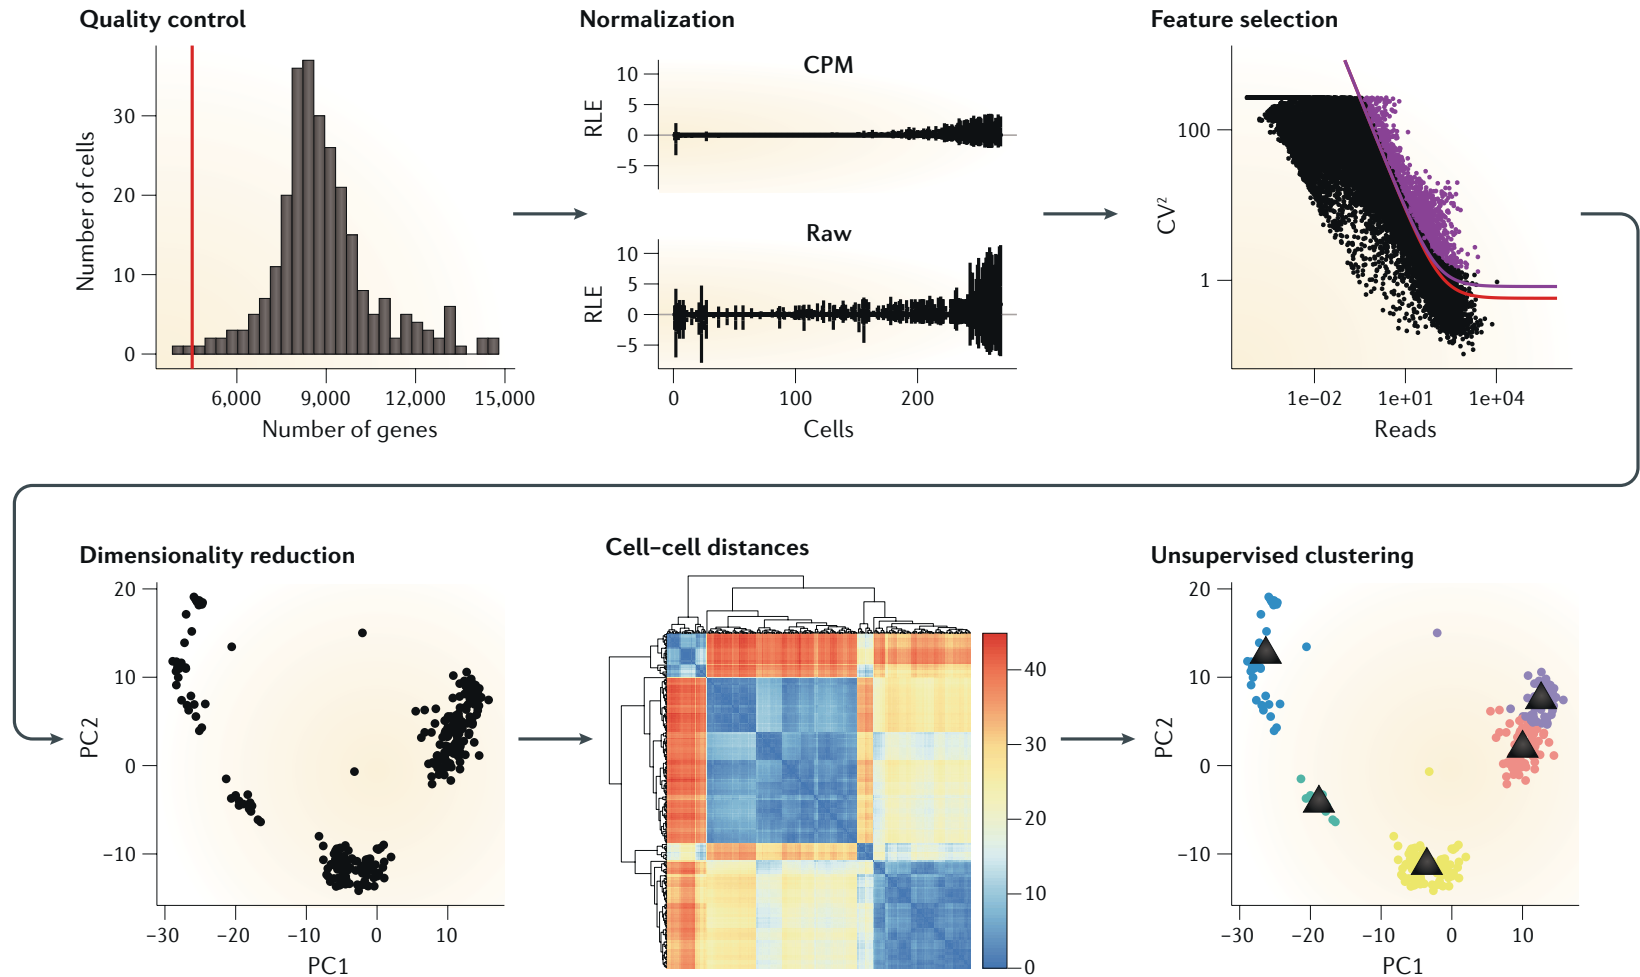 Quality control
Number of cells
30
20
10
0
6,000 9,000 12,000 15,000
Number of genes
Normalization
CPM
RLE
10
5
0
−5
Raw
RLE
10
5
0
−5
0 100 200
Cells
Feature selection
CV²
100
1
1e−02 1e+01 1e+04
Reads
Dimensionality reduction
PC2
20
10
0
−10
−30 −20 −10 0 10
PC1
Cell–cell distances
40
30
20
10
0
Unsupervised clustering
PC2
20
10
0
−10
−30 −20 −10 0 10
PC1